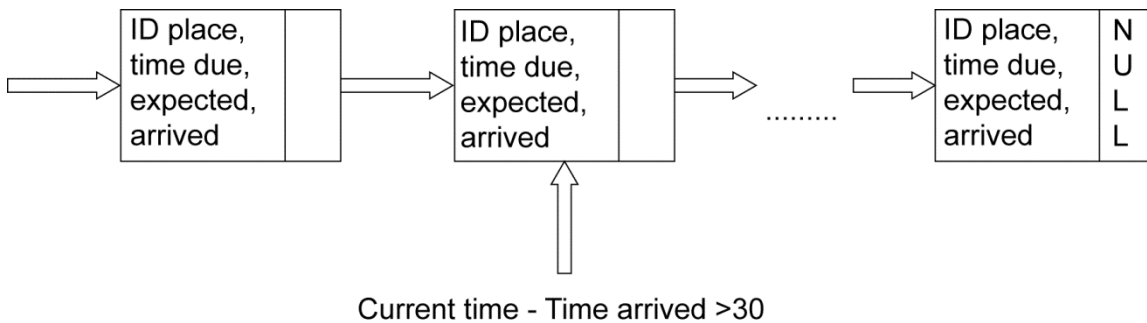 ID place,
time due,
expected,
arrived
ID place,
time due,
expected,
arrived
.........
ID place,
time due,
expected,
arrived
N
U
L
L
Current time - Time arrived >30